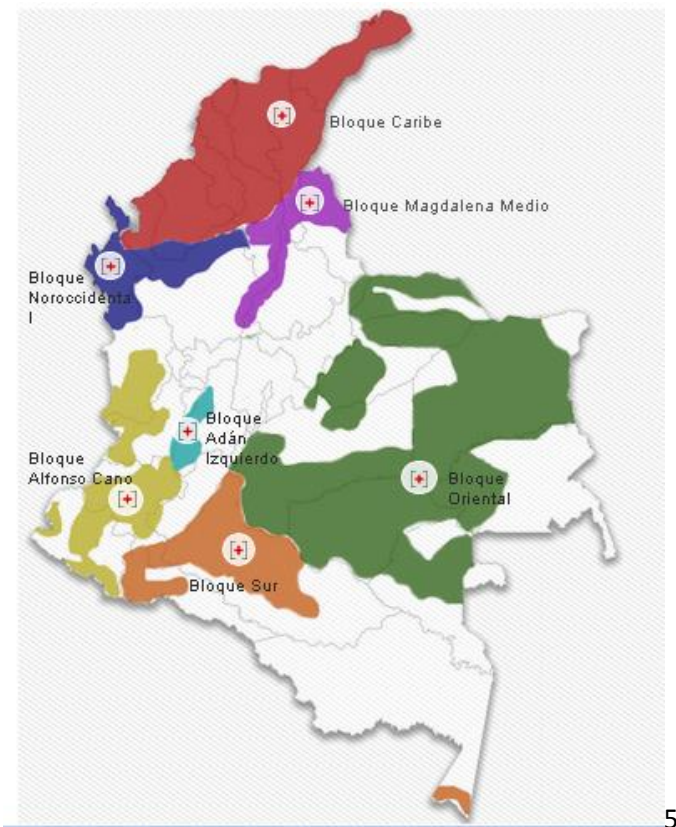 Bloque Caribe
Bloque Magdalena Medio
Bloque
Noroccidenta
l
Bloque
Adán
Izquierdo
Bloque
Alfonso Cano
Bloque
Oriental
Bloque Sur
5